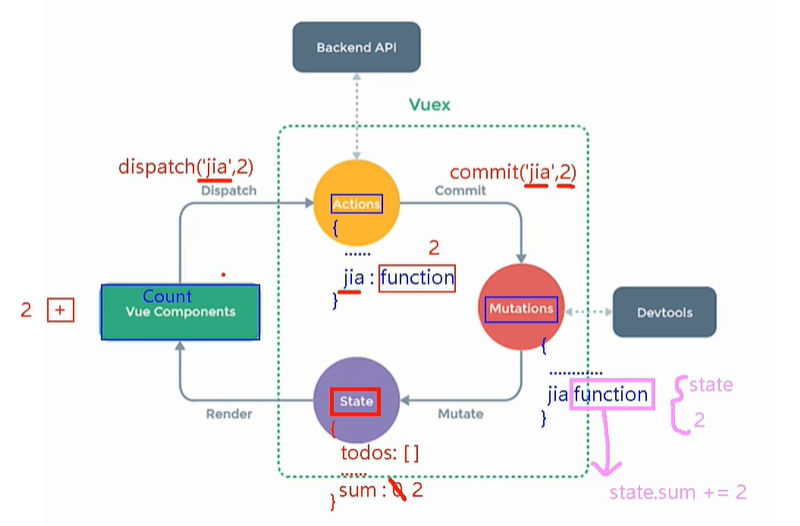 Backend API
Vuex
dispatch('jia',2)
Dispatch
commit('jia',2)
Commit
Actions
{
......
2
jia : function
}
2 +
Count
Vue Components
Mutations
Devtools
{
............
jia function
}
state
2
State
Render
Mutate
{
todos: [ ]
......
sum : 0 2
}
state.sum += 2